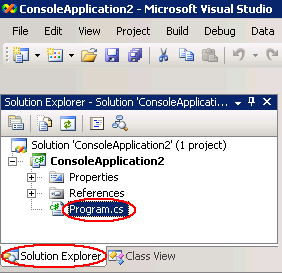 ConsoleApplication2 - Microsoft Visual Studio
File Edit View Project Build Debug Data
Solution Explorer - Solution 'ConsoleApplicati...
Solution 'ConsoleApplication2' (1 project)
ConsoleApplication2
Properties
References
Program.cs
Solution Explorer Class View